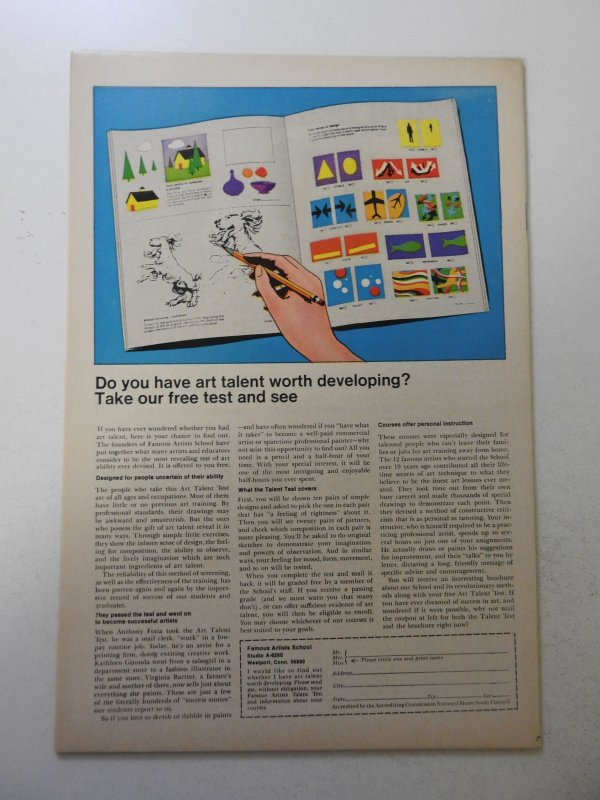 Do you have art talent worth developing?
Take our free test and see
If you have ever wondered whether you had
art talent, here is your chance to find out.
The founders of Famous Artists School have
put together what many artists and educators
consider to be the most revealing test of art
ability ever devised. It is offered to you free.
Designed for people uncertain of their ability
The people who take this Art Talent Test
are of all ages and occupations. Most of them
have little or no previous art training. By
professional standards, their drawings may
be awkward and amateurish. But the ones
who possess the gift of art talent reveal it in
many ways. Through simple little exercises,
they show the inborn sense of design, the feel-
ing for composition, the ability to observe,
and the lively imagination which are such
important ingredients of art talent.
The reliability of this method of screening,
as well as the effectiveness of the training, has
been proven again and again by the impres-
sive record of success of our students and
graduates.
They passed the test and went on
to become successful artists
When Anthony Fotia took the Art Talent
Test, he was a mail clerk, "stuck" in a low-
pay routine job. Today, he's an artist for a
printing firm, doing exciting creative work.
Kathleen Gironda went from a salesgirl in a
department store to a fashion illustrator in
the same store. Virginia Bartter, a farmer's
wife and mother of three, now sells just about
everything she paints. These are just a few
of the literally hundreds of "success stories"
our students report to us.
So if you love to sketch or dabble in paints
—and have often wondered if you "have what
it takes" to become a well-paid commercial
artist or sparetime professional painter—why
not seize this opportunity to find out? All you
need is a pencil and a half-hour of your
time. With your special interest, it will be
one of the most intriguing and enjoyable
half-hours you ever spent.
What the Talent Test covers
First, you will be shown ten pairs of simple
designs and asked to pick the one in each pair
that has "a feeling of rightness" about it.
Then you will see twenty pairs of pictures,
and check which composition in each pair is
more pleasing. You'll be asked to do original
sketches to demonstrate your imagination
and powers of observation. And in similar
ways, your feeling for mood, form, movement,
and so on will be tested.
When you complete the test and mail it
back, it will be graded free by a member of
the School's staff. If you receive a passing
grade (and we must warn you that many
don't), or can offer sufficient evidence of art
talent, you will then be eligible to enroll.
You may choose whichever of our courses is
best suited to your goals.
Courses offer personal instruction
These courses were especially designed for
talented people who can't leave their fami-
lies or jobs for art training away from home.
The 12 famous artists who started the School
over 19 years ago contributed all their life-
time secrets of art technique to what they
believe to be the finest art lessons ever cre-
ated. They took time out from their own
busy careers and made thousands of special
drawings to demonstrate each point. Then
they devised a method of constructive criti-
cism that is as personal as tutoring. Your in-
structor, who is himself required to be a prac-
ticing professional artist, spends up to sev-
eral hours on just one of your assignments.
He actually draws or paints his suggestions
for improvement, and then "talks" to you by
letter, dictating a long, friendly message of
specific advice and encouragement.
You will receive an interesting brochure
about our School and its revolutionary meth-
ods along with your free Art Talent Test. If
you have ever dreamed of success in art, and
wondered if it were possible, why not mail
the coupon at left for both the Talent Test
and the brochure right now?
Famous Artists School
Studio A-6260
Westport, Conn. 06880
I would like to find out
whether I have art talent
worth developing. Please send
me, without obligation, your
Famous Artists Talent Test
and information about your
courses.
Mr.
Mrs.
Miss
Please circle one and print name
Address
City
State Zip Age
Accredited by the Accrediting Commission National Home Study Council